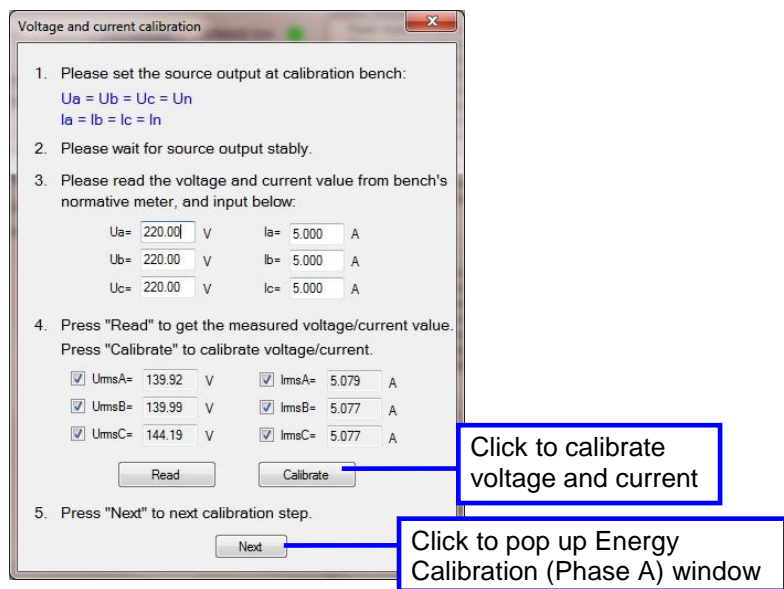 Voltage and current calibration
1. Please set the source output at calibration bench:
Ua = Ub = Uc = Un
Ia = Ib = Ic = In
2. Please wait for source output stably.
3. Please read the voltage and current value from bench's
normative meter, and input below:
Ua= 220.00 V Ia= 5.000 A
Ub= 220.00 V Ib= 5.000 A
Uc= 220.00 V Ic= 5.000 A
4. Press "Read" to get the measured voltage/current value.
Press "Calibrate" to calibrate voltage/current.
UrmsA= 139.92 V IrmsA= 5.079 A
UrmsB= 139.99 V IrmsB= 5.077 A
UrmsC= 144.19 V IrmsC= 5.077 A
Read Calibrate
Click to calibrate
voltage and current
5. Press "Next" to next calibration step.
Next
Click to pop up Energy
Calibration (Phase A) window